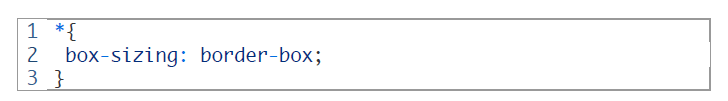 1 *{
2  box-sizing: border-box;
3 }